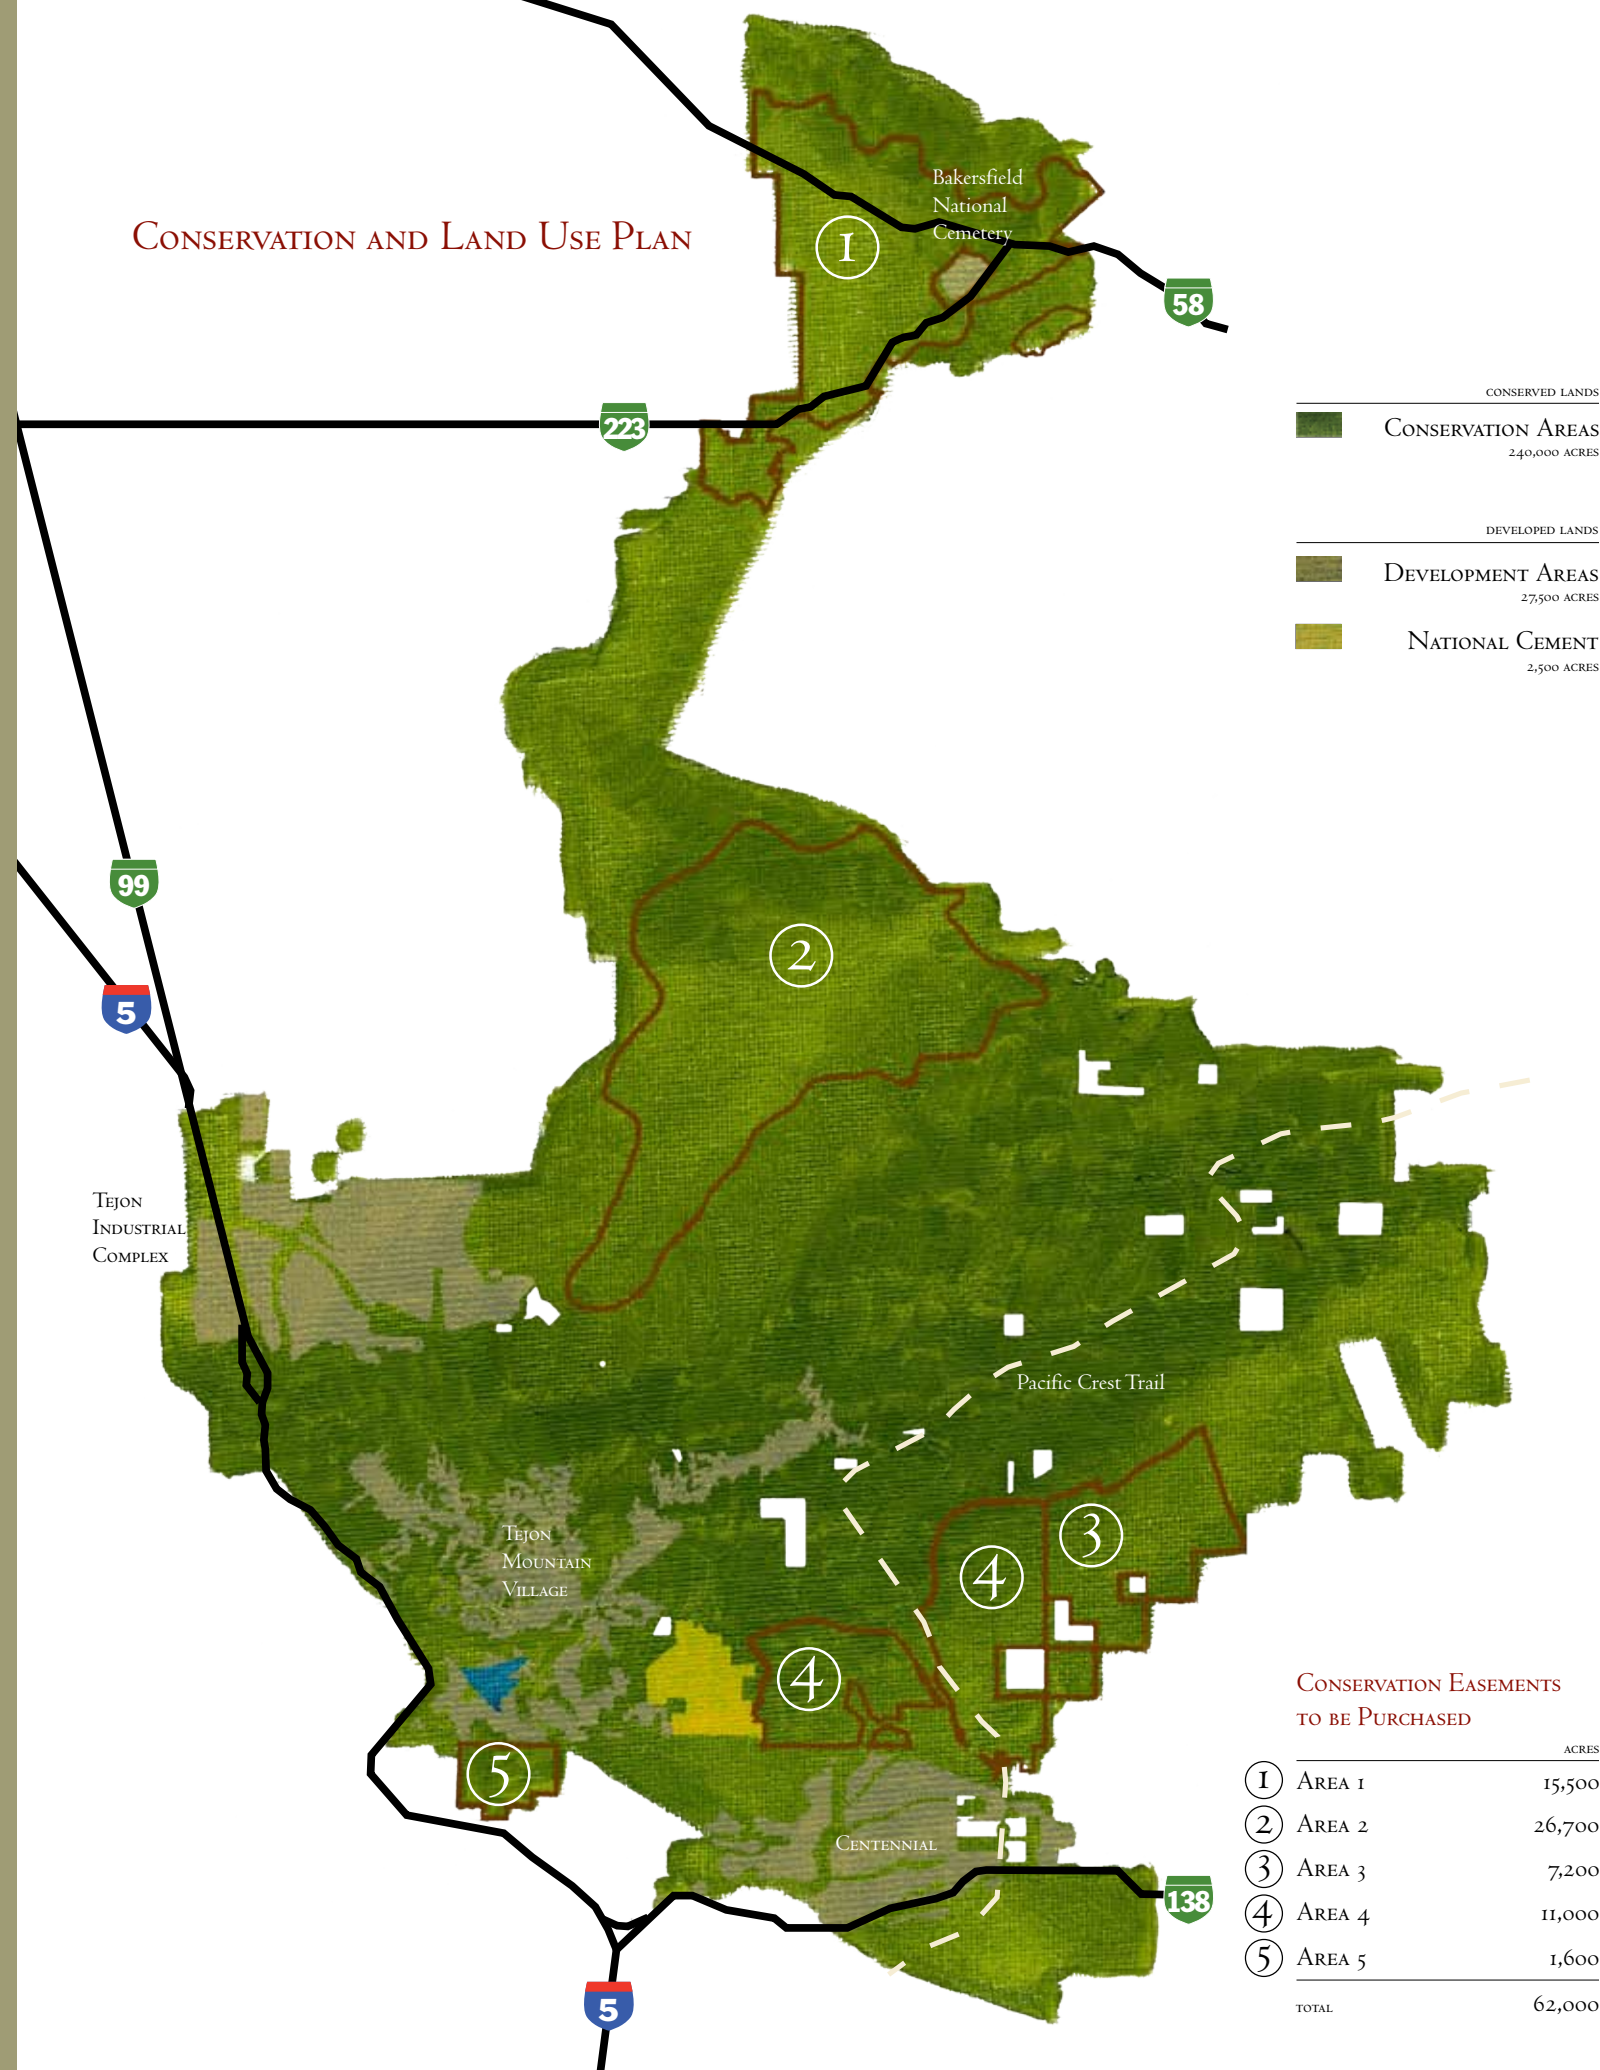 Conservation and Land Use Plan
Bakersfield
National
Cemetery
1
58
223
Conserved Lands
Conservation Areas
240,000 acres
Developed Lands
Development Areas
27,500 acres
National Cement
2,500 acres
99
2
5
Tejon
Industrial
Complex
Pacific Crest Trail
Tejon
Mountain
Village
3
4
4
5
Centennial
138
5
Conservation Easements
to be Purchased
acres
1 Area 1 15,500
2 Area 2 26,700
3 Area 3 7,200
4 Area 4 11,000
5 Area 5 1,600
total 62,000